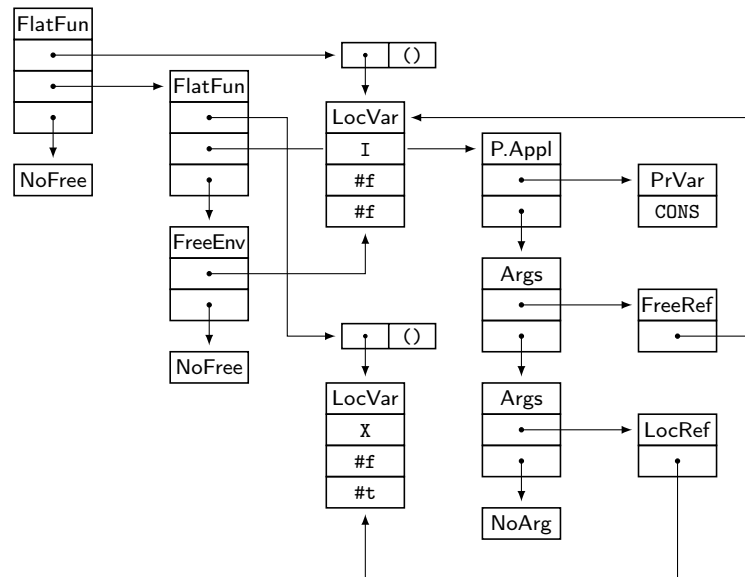 FlatFun
()
FlatFun
LocVar
I
#f
#f
P.Appl
NoFree
PrVar
CONS
FreeEnv
Args
FreeRef
()
NoFree
LocVar
X
#f
#t
Args
LocRef
NoArg